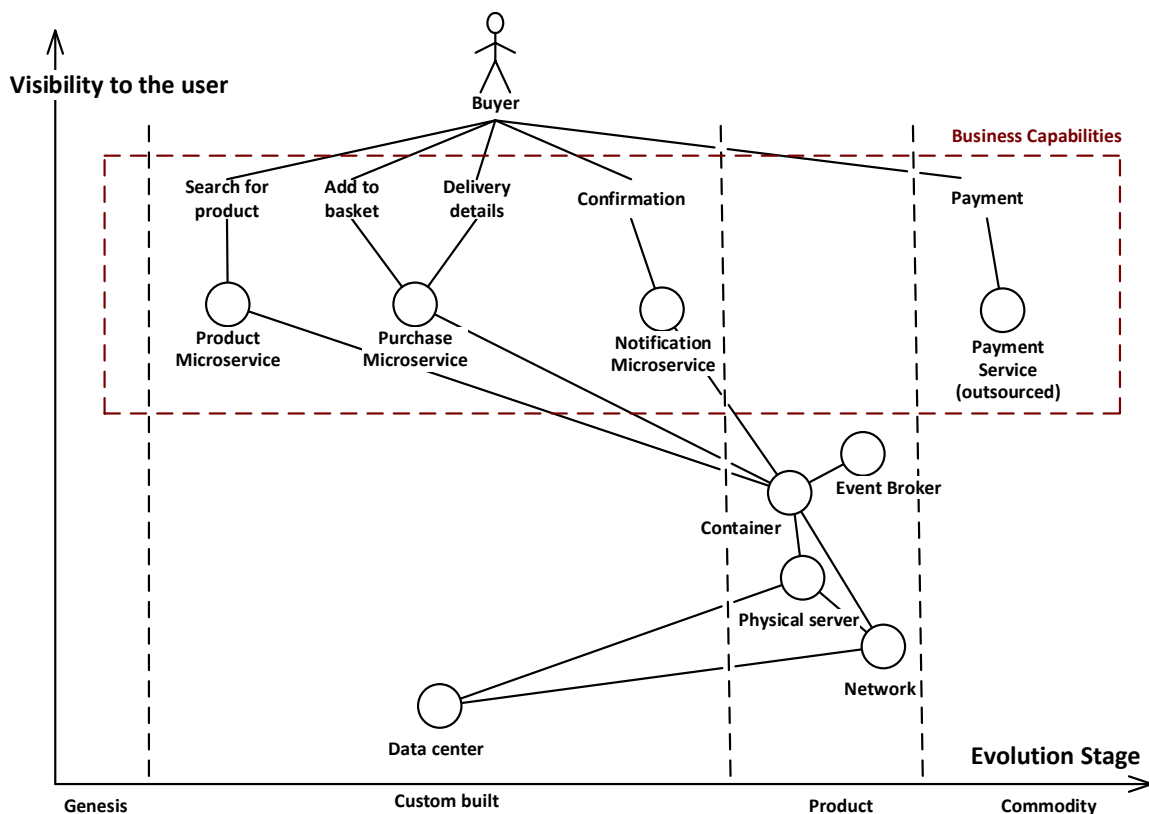 Visibility to the user
Buyer
Business Capabilities
Search for
product
Add to
basket
Delivery
details
Confirmation
Payment
Product
Microservice
Purchase
Microservice
Notification
Microservice
Payment
Service
(outsourced)
Event Broker
Container
Physical server
Network
Data center
Evolution Stage
Genesis
Custom built
Product
Commodity